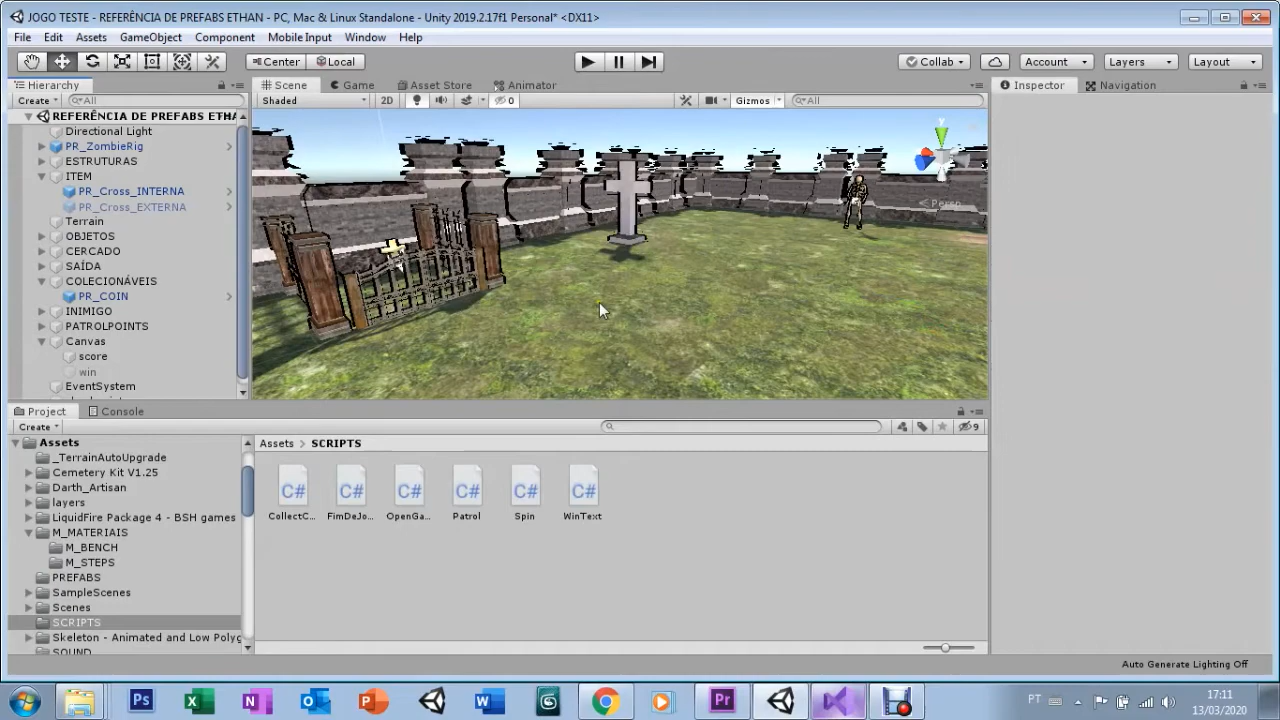 JOGO TESTE - REFERÊNCIA DE PREFABS ETHAN - PC, Mac & Linux Standalone - Unity 2019.2.17f1 Personal* <DX11>
File Edit Assets GameObject Component Mobile Input Window Help
Center Local Collab Account Layers Layout
Hierarchy Scene Game Asset Store Animator Inspector Navigation
Create All Shaded 2D 0 Gizmos All
REFERÊNCIA DE PREFABS ETHA
Directional Light
PR_ZombieRig
ESTRUTURAS
ITEM
PR_Cross_INTERNA
PR_Cross_EXTERNA
Terrain
OBJETOS
CERCADO
SAÍDA
COLECIONÁVEIS
PR_COIN
INIMIGO
PATROLPOINTS
Canvas
score
win
EventSystem
y
Persp
Project Console
Create 9
Assets
_TerrainAutoUpgrade
Cemetery Kit V1.25
Darth_Artisan
layers
LiquidFire Package 4 - BSH games
M_MATERIAIS
M_BENCH
M_STEPS
PREFABS
SampleScenes
Scenes
SCRIPTS
Skeleton - Animated and Low Polyg
SOUND
Assets > SCRIPTS
C# C# C# C# C# C#
CollectC... FimDeJo... OpenGa... Patrol Spin WinText
Auto Generate Lighting Off
Ps X N O P W Pr
PT 17:11
13/03/2020